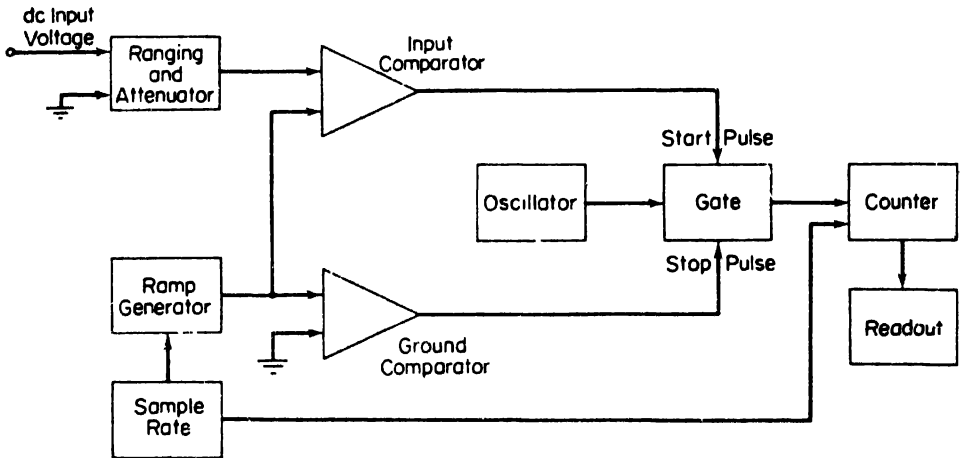 dc Input
Voltage
Ranging
and
Attenuator
Input
Comparator
Start Pulse
Oscillator
Gate
Counter
Stop Pulse
Ramp
Generator
Ground
Comparator
Readout
Sample
Rate